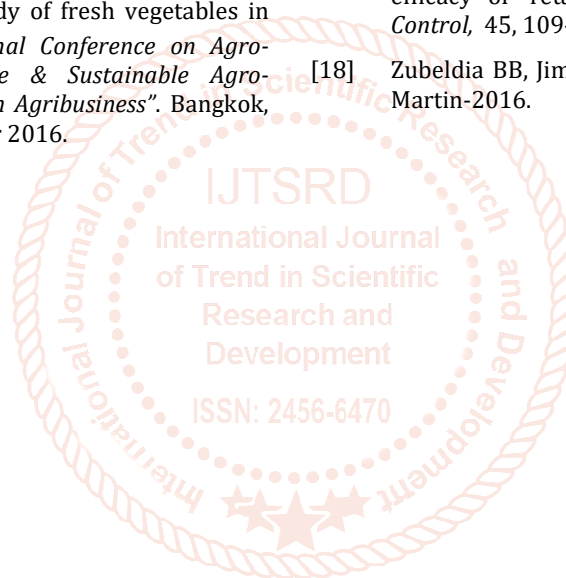 dy of fresh vegetables in
nal Conference on Agro-
e & Sustainable Agro-
n Agribusiness”. Bangkok,
2016.
Control, 45, 109-
[18] Zubeldia BB, Jim
Martin-2016.
International Journal of Trend in Scientific Research and Development
IJTSRD
International Journal
of Trend in Scientific
Research and
Development
ISSN: 2456-6470